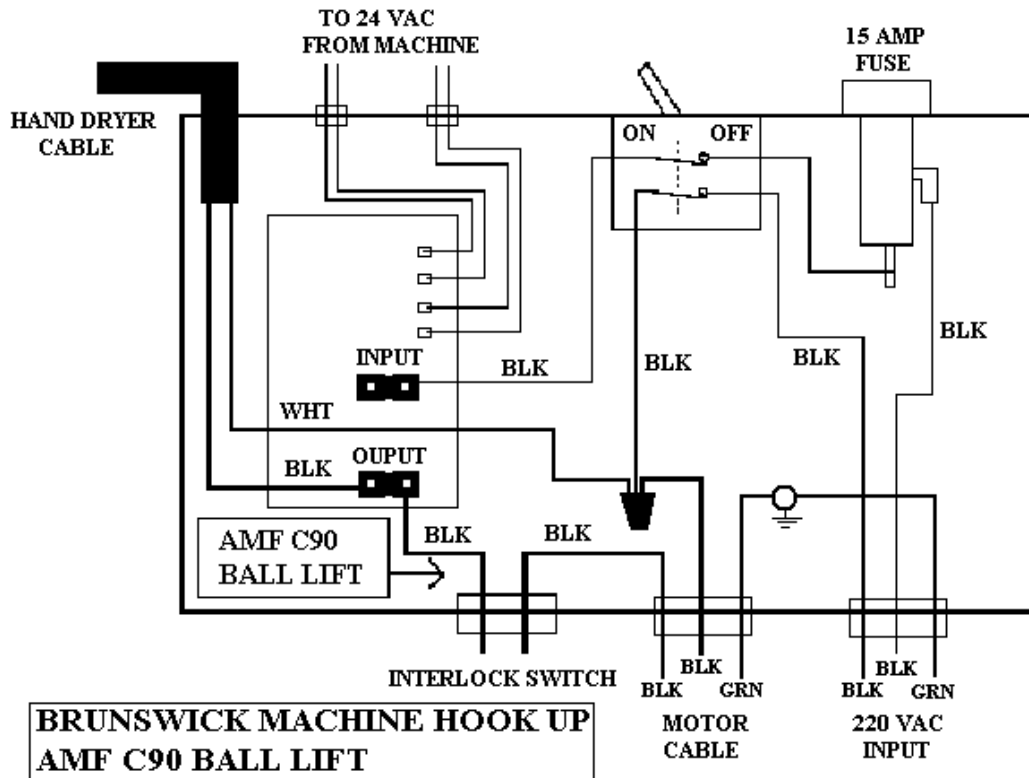 TO 24 VAC
FROM MACHINE
15 AMP
FUSE
HAND DRYER
CABLE
ON OFF
INPUT
BLK
BLK
BLK
BLK
WHT
OUPUT
BLK
AMF C90
BALL LIFT
BLK
BLK
INTERLOCK SWITCH
BLK
BLK
GRN
MOTOR
CABLE
BLK
BLK
GRN
220 VAC
INPUT
BRUNSWICK MACHINE HOOK UP
AMF C90 BALL LIFT